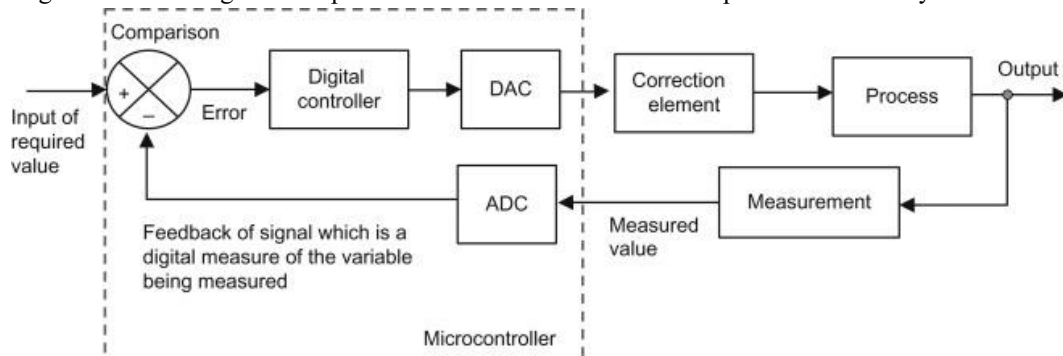 Comparison
+
−
Error
Input of
required
value
Digital
controller
DAC
Correction
element
Process
Output
ADC
Measurement
Measured
value
Feedback of signal which is a
digital measure of the variable
being measured
Microcontroller